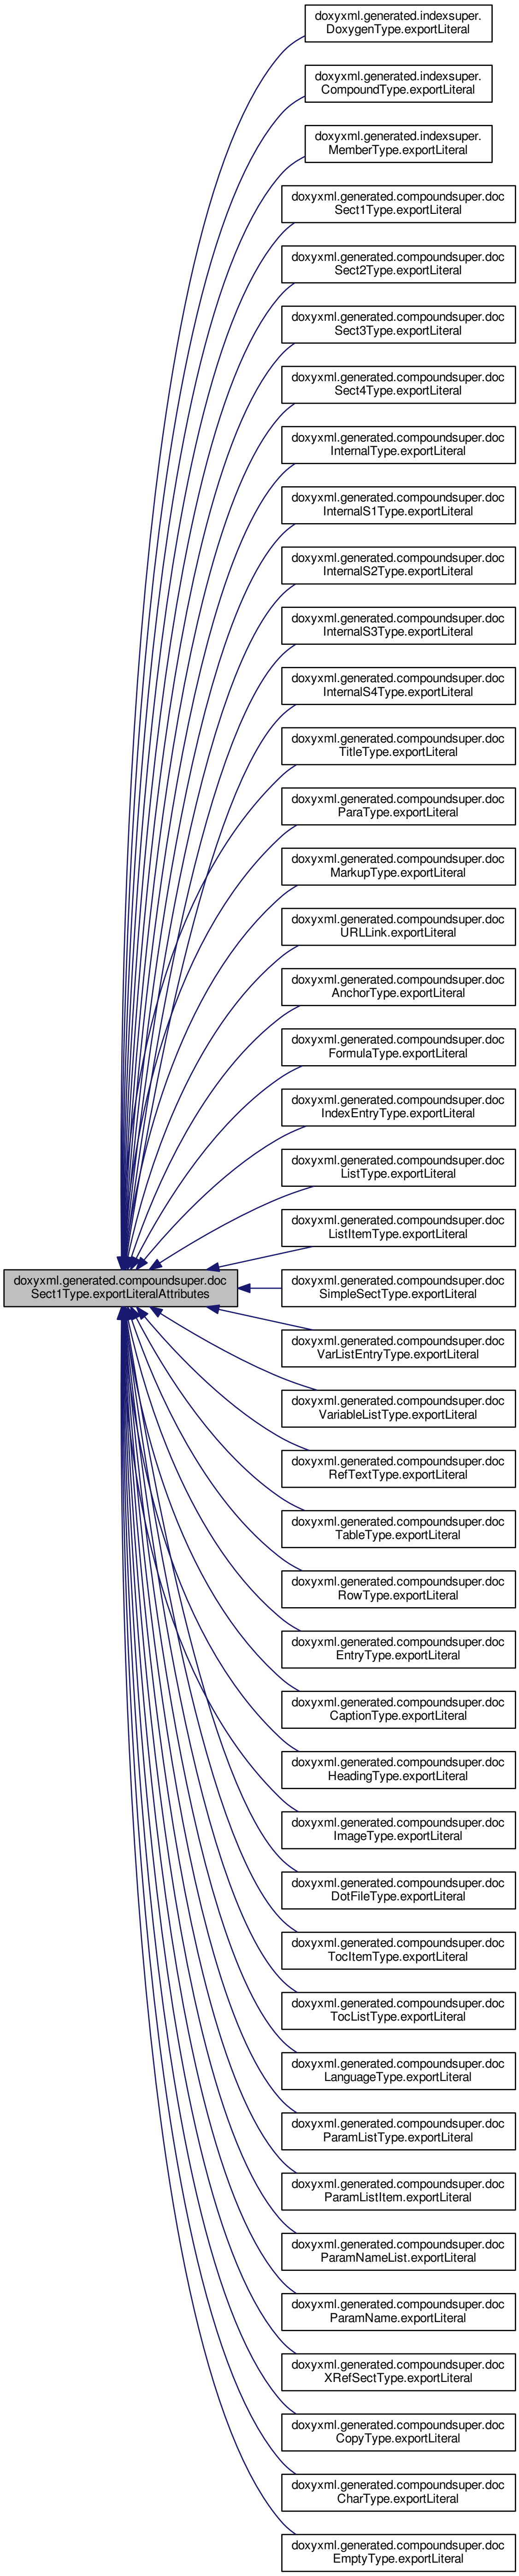 doxyxml.generated.indexsuper.
DoxygenType.exportLiteral
doxyxml.generated.indexsuper.
CompoundType.exportLiteral
doxyxml.generated.indexsuper.
MemberType.exportLiteral
doxyxml.generated.compoundsuper.doc
Sect1Type.exportLiteral
doxyxml.generated.compoundsuper.doc
Sect2Type.exportLiteral
doxyxml.generated.compoundsuper.doc
Sect3Type.exportLiteral
doxyxml.generated.compoundsuper.doc
Sect4Type.exportLiteral
doxyxml.generated.compoundsuper.doc
InternalType.exportLiteral
doxyxml.generated.compoundsuper.doc
InternalS1Type.exportLiteral
doxyxml.generated.compoundsuper.doc
InternalS2Type.exportLiteral
doxyxml.generated.compoundsuper.doc
InternalS3Type.exportLiteral
doxyxml.generated.compoundsuper.doc
InternalS4Type.exportLiteral
doxyxml.generated.compoundsuper.doc
TitleType.exportLiteral
doxyxml.generated.compoundsuper.doc
ParaType.exportLiteral
doxyxml.generated.compoundsuper.doc
MarkupType.exportLiteral
doxyxml.generated.compoundsuper.doc
URLLink.exportLiteral
doxyxml.generated.compoundsuper.doc
AnchorType.exportLiteral
doxyxml.generated.compoundsuper.doc
FormulaType.exportLiteral
doxyxml.generated.compoundsuper.doc
IndexEntryType.exportLiteral
doxyxml.generated.compoundsuper.doc
ListType.exportLiteral
doxyxml.generated.compoundsuper.doc
ListItemType.exportLiteral
doxyxml.generated.compoundsuper.doc
Sect1Type.exportLiteralAttributes
doxyxml.generated.compoundsuper.doc
SimpleSectType.exportLiteral
doxyxml.generated.compoundsuper.doc
VarListEntryType.exportLiteral
doxyxml.generated.compoundsuper.doc
VariableListType.exportLiteral
doxyxml.generated.compoundsuper.doc
RefTextType.exportLiteral
doxyxml.generated.compoundsuper.doc
TableType.exportLiteral
doxyxml.generated.compoundsuper.doc
RowType.exportLiteral
doxyxml.generated.compoundsuper.doc
EntryType.exportLiteral
doxyxml.generated.compoundsuper.doc
CaptionType.exportLiteral
doxyxml.generated.compoundsuper.doc
HeadingType.exportLiteral
doxyxml.generated.compoundsuper.doc
ImageType.exportLiteral
doxyxml.generated.compoundsuper.doc
DotFileType.exportLiteral
doxyxml.generated.compoundsuper.doc
TocItemType.exportLiteral
doxyxml.generated.compoundsuper.doc
TocListType.exportLiteral
doxyxml.generated.compoundsuper.doc
LanguageType.exportLiteral
doxyxml.generated.compoundsuper.doc
ParamListType.exportLiteral
doxyxml.generated.compoundsuper.doc
ParamListItem.exportLiteral
doxyxml.generated.compoundsuper.doc
ParamNameList.exportLiteral
doxyxml.generated.compoundsuper.doc
ParamName.exportLiteral
doxyxml.generated.compoundsuper.doc
XRefSectType.exportLiteral
doxyxml.generated.compoundsuper.doc
CopyType.exportLiteral
doxyxml.generated.compoundsuper.doc
CharType.exportLiteral
doxyxml.generated.compoundsuper.doc
EmptyType.exportLiteral